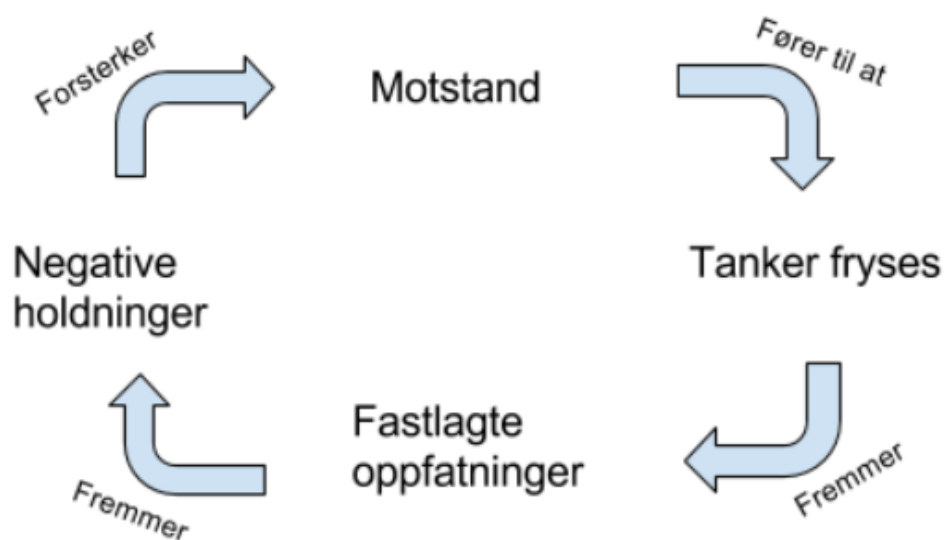 Forsterker
Motstand
Fører til at
Tanker fryses
Fremmer
Fastlagte
oppfatninger
Fremmer
Negative
holdninger